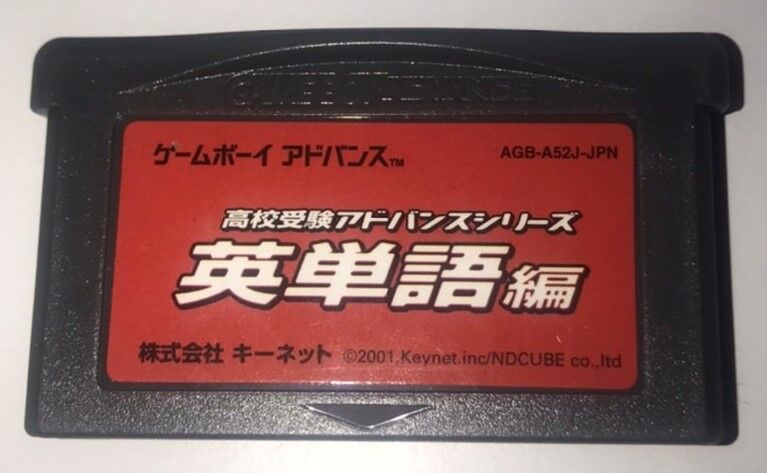 GAME BOY ADVANCE
ゲームボーイ アドバンス™ AGB-A52J-JPN
高校受験アドバンスシリーズ
英単語編
株式会社 キーネット ©2001,Keynet.inc/NDCUBE co.,ltd